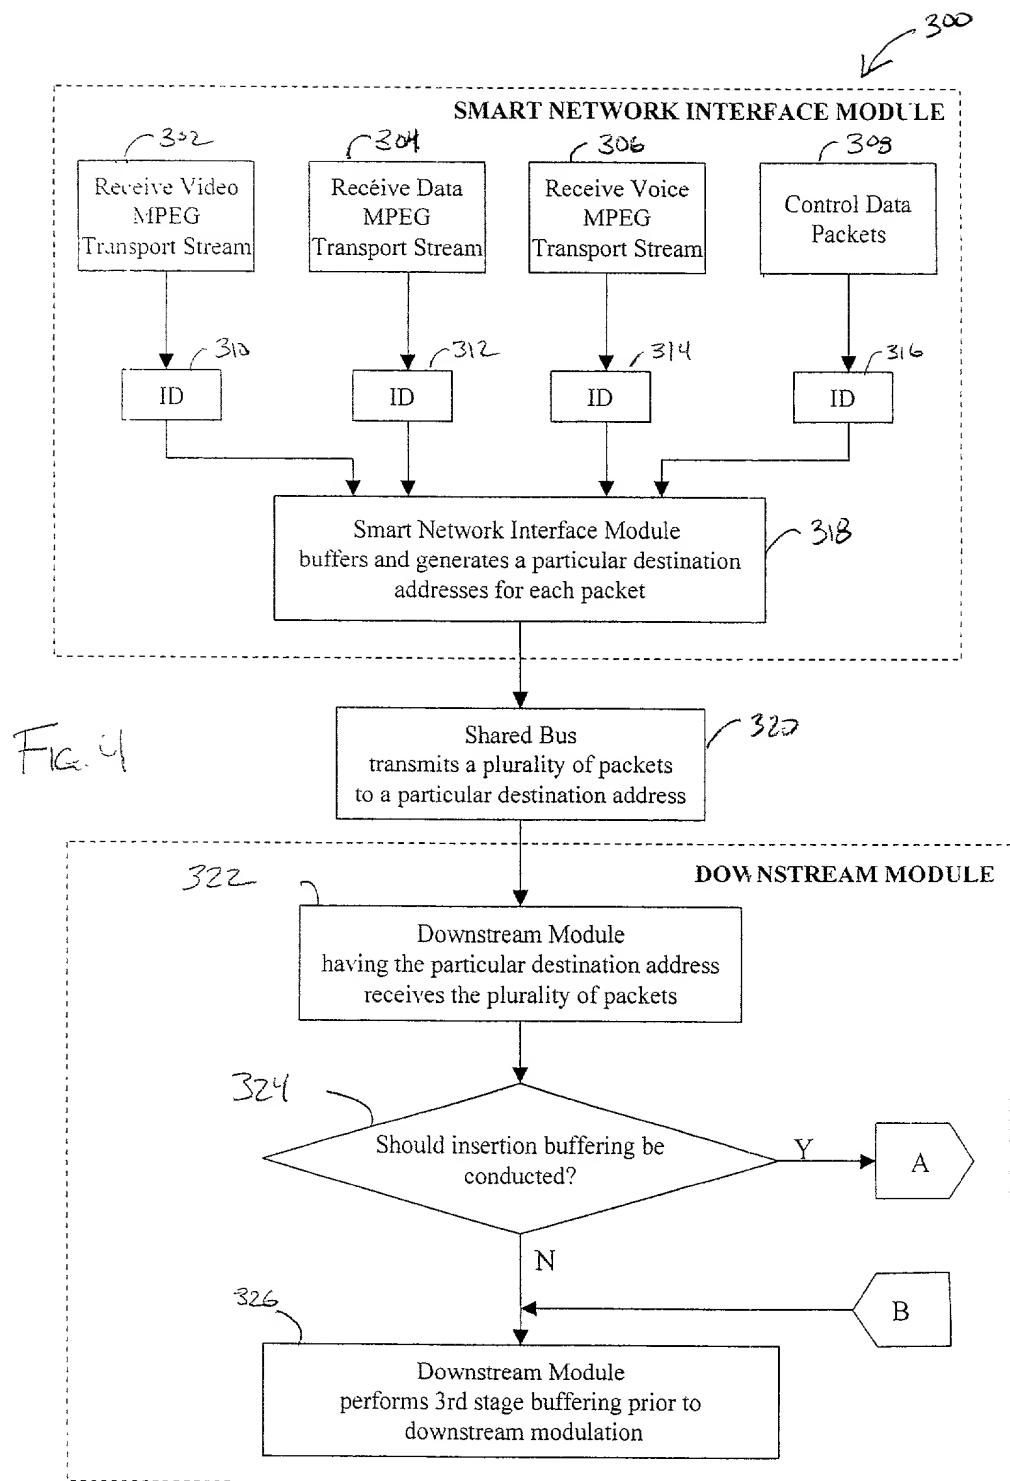 300
SMART NETWORK INTERFACE MODULE
302
304
306
308
Receive Video
MPEG
Transport Stream
Receive Data
MPEG
Transport Stream
Receive Voice
MPEG
Transport Stream
Control Data
Packets
310
312
314
316
ID
ID
ID
ID
Smart Network Interface Module
buffers and generates a particular destination
addresses for each packet
318
Shared Bus
transmits a plurality of packets
to a particular destination address
320
FIG. 4
DOWNSTREAM MODULE
322
Downstream Module
having the particular destination address
receives the plurality of packets
324
Should insertion buffering be
conducted?
Y
A
N
B
326
Downstream Module
performs 3rd stage buffering prior to
downstream modulation